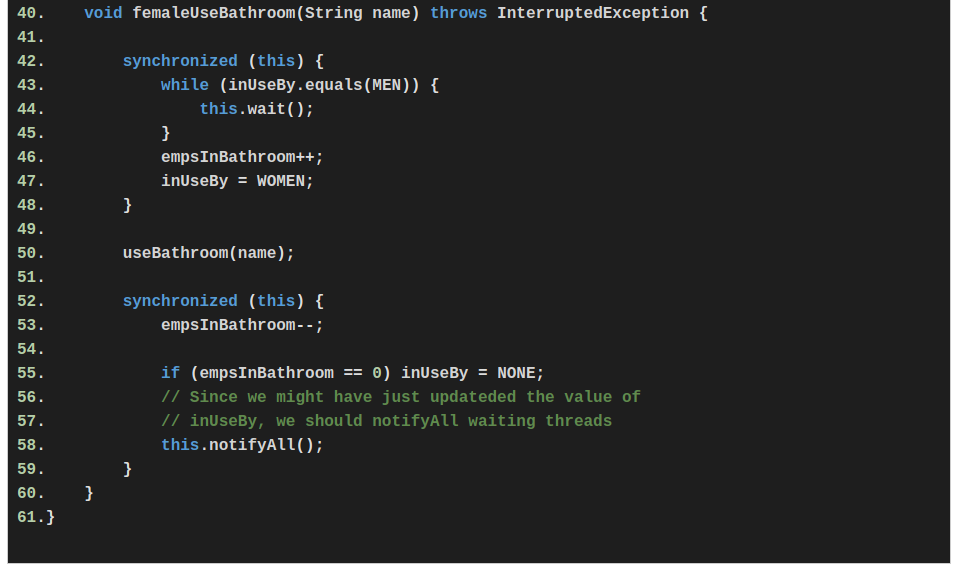 40.    void femaleUseBathroom(String name) throws InterruptedException {
41.
42.        synchronized (this) {
43.            while (inUseBy.equals(MEN)) {
44.                this.wait();
45.            }
46.            empsInBathroom++;
47.            inUseBy = WOMEN;
48.        }
49.
50.        useBathroom(name);
51.
52.        synchronized (this) {
53.            empsInBathroom--;
54.
55.            if (empsInBathroom == 0) inUseBy = NONE;
56.            // Since we might have just updateded the value of
57.            // inUseBy, we should notifyAll waiting threads
58.            this.notifyAll();
59.        }
60.    }
61.}